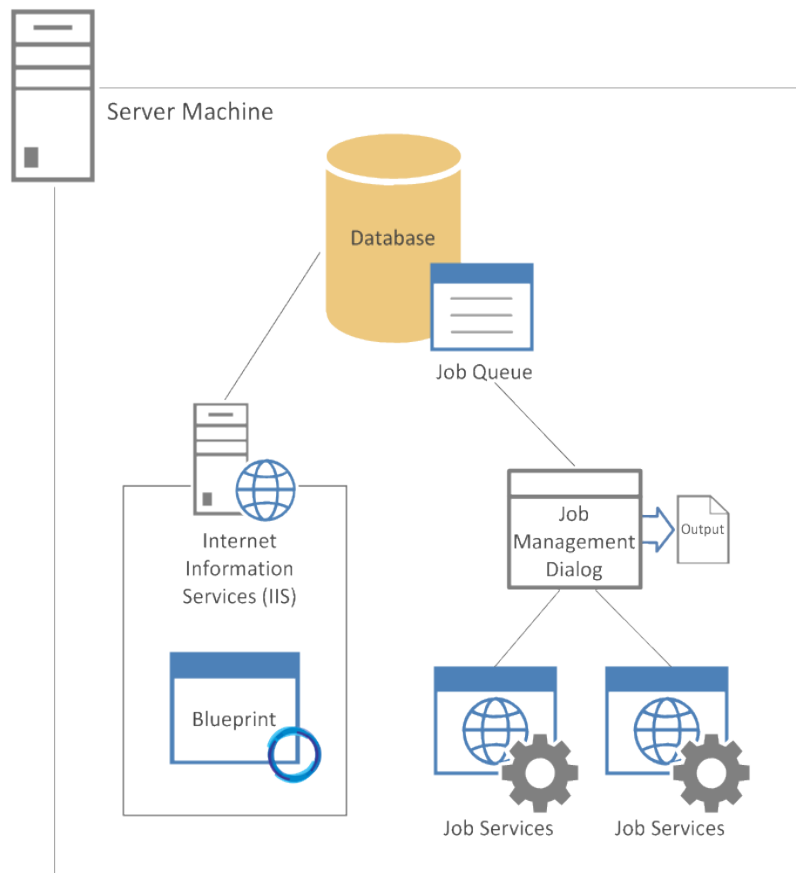 Server Machine
Database
Job Queue
Internet
Information
Services (IIS)
Job
Management
Dialog
Output
Blueprint
Job Services
Job Services